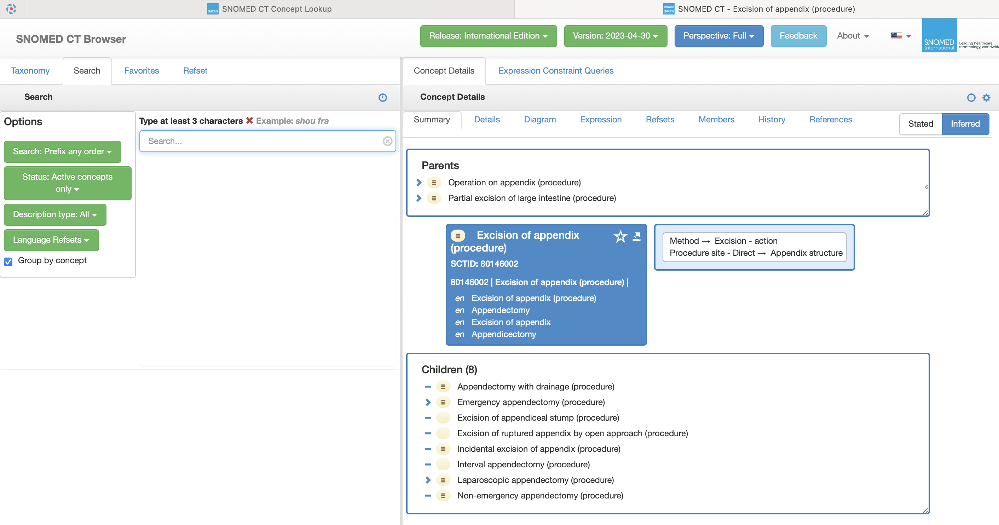 SNOMED CT Concept Lookup
SNOMED CT - Excision of appendix (procedure)
SNOMED CT Browser
Release: International Edition
Version: 2023-04-30
Perspective: Full
Feedback
About
SNOMED
International
Leading healthcare
terminology, worldwide
Taxonomy
Search
Favorites
Refset
Concept Details
Expression Constraint Queries
Search
Concept Details
Options
Search: Prefix any order
Status: Active concepts
only
Description type: All
Language Refsets
Group by concept
Type at least 3 characters ✖ Example: shou fra
Search...
Summary
Details
Diagram
Expression
Refsets
Members
History
References
Stated
Inferred
Parents
Operation on appendix (procedure)
Partial excision of large intestine (procedure)
Excision of appendix
(procedure)
SCTID: 80146002
80146002 | Excision of appendix (procedure) |
en Excision of appendix (procedure)
en Appendectomy
en Excision of appendix
en Appendicectomy
Method → Excision - action
Procedure site - Direct → Appendix structure
Children (8)
Appendectomy with drainage (procedure)
Emergency appendectomy (procedure)
Excision of appendiceal stump (procedure)
Excision of ruptured appendix by open approach (procedure)
Incidental excision of appendix (procedure)
Interval appendectomy (procedure)
Laparoscopic appendectomy (procedure)
Non-emergency appendectomy (procedure)